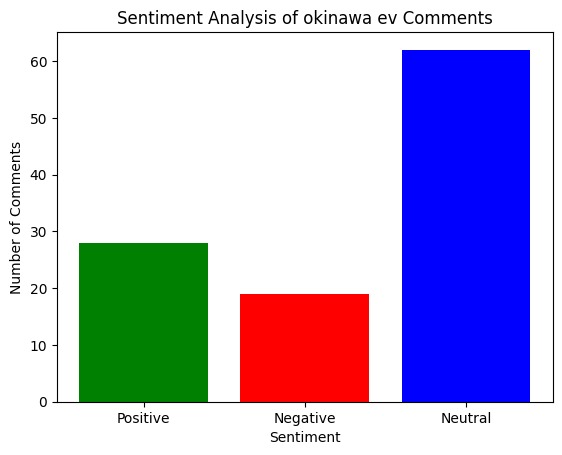 Sentiment Analysis of okinawa ev Comments
60
50
40
30
20
10
0
Number of Comments
Positive
Negative
Neutral
Sentiment